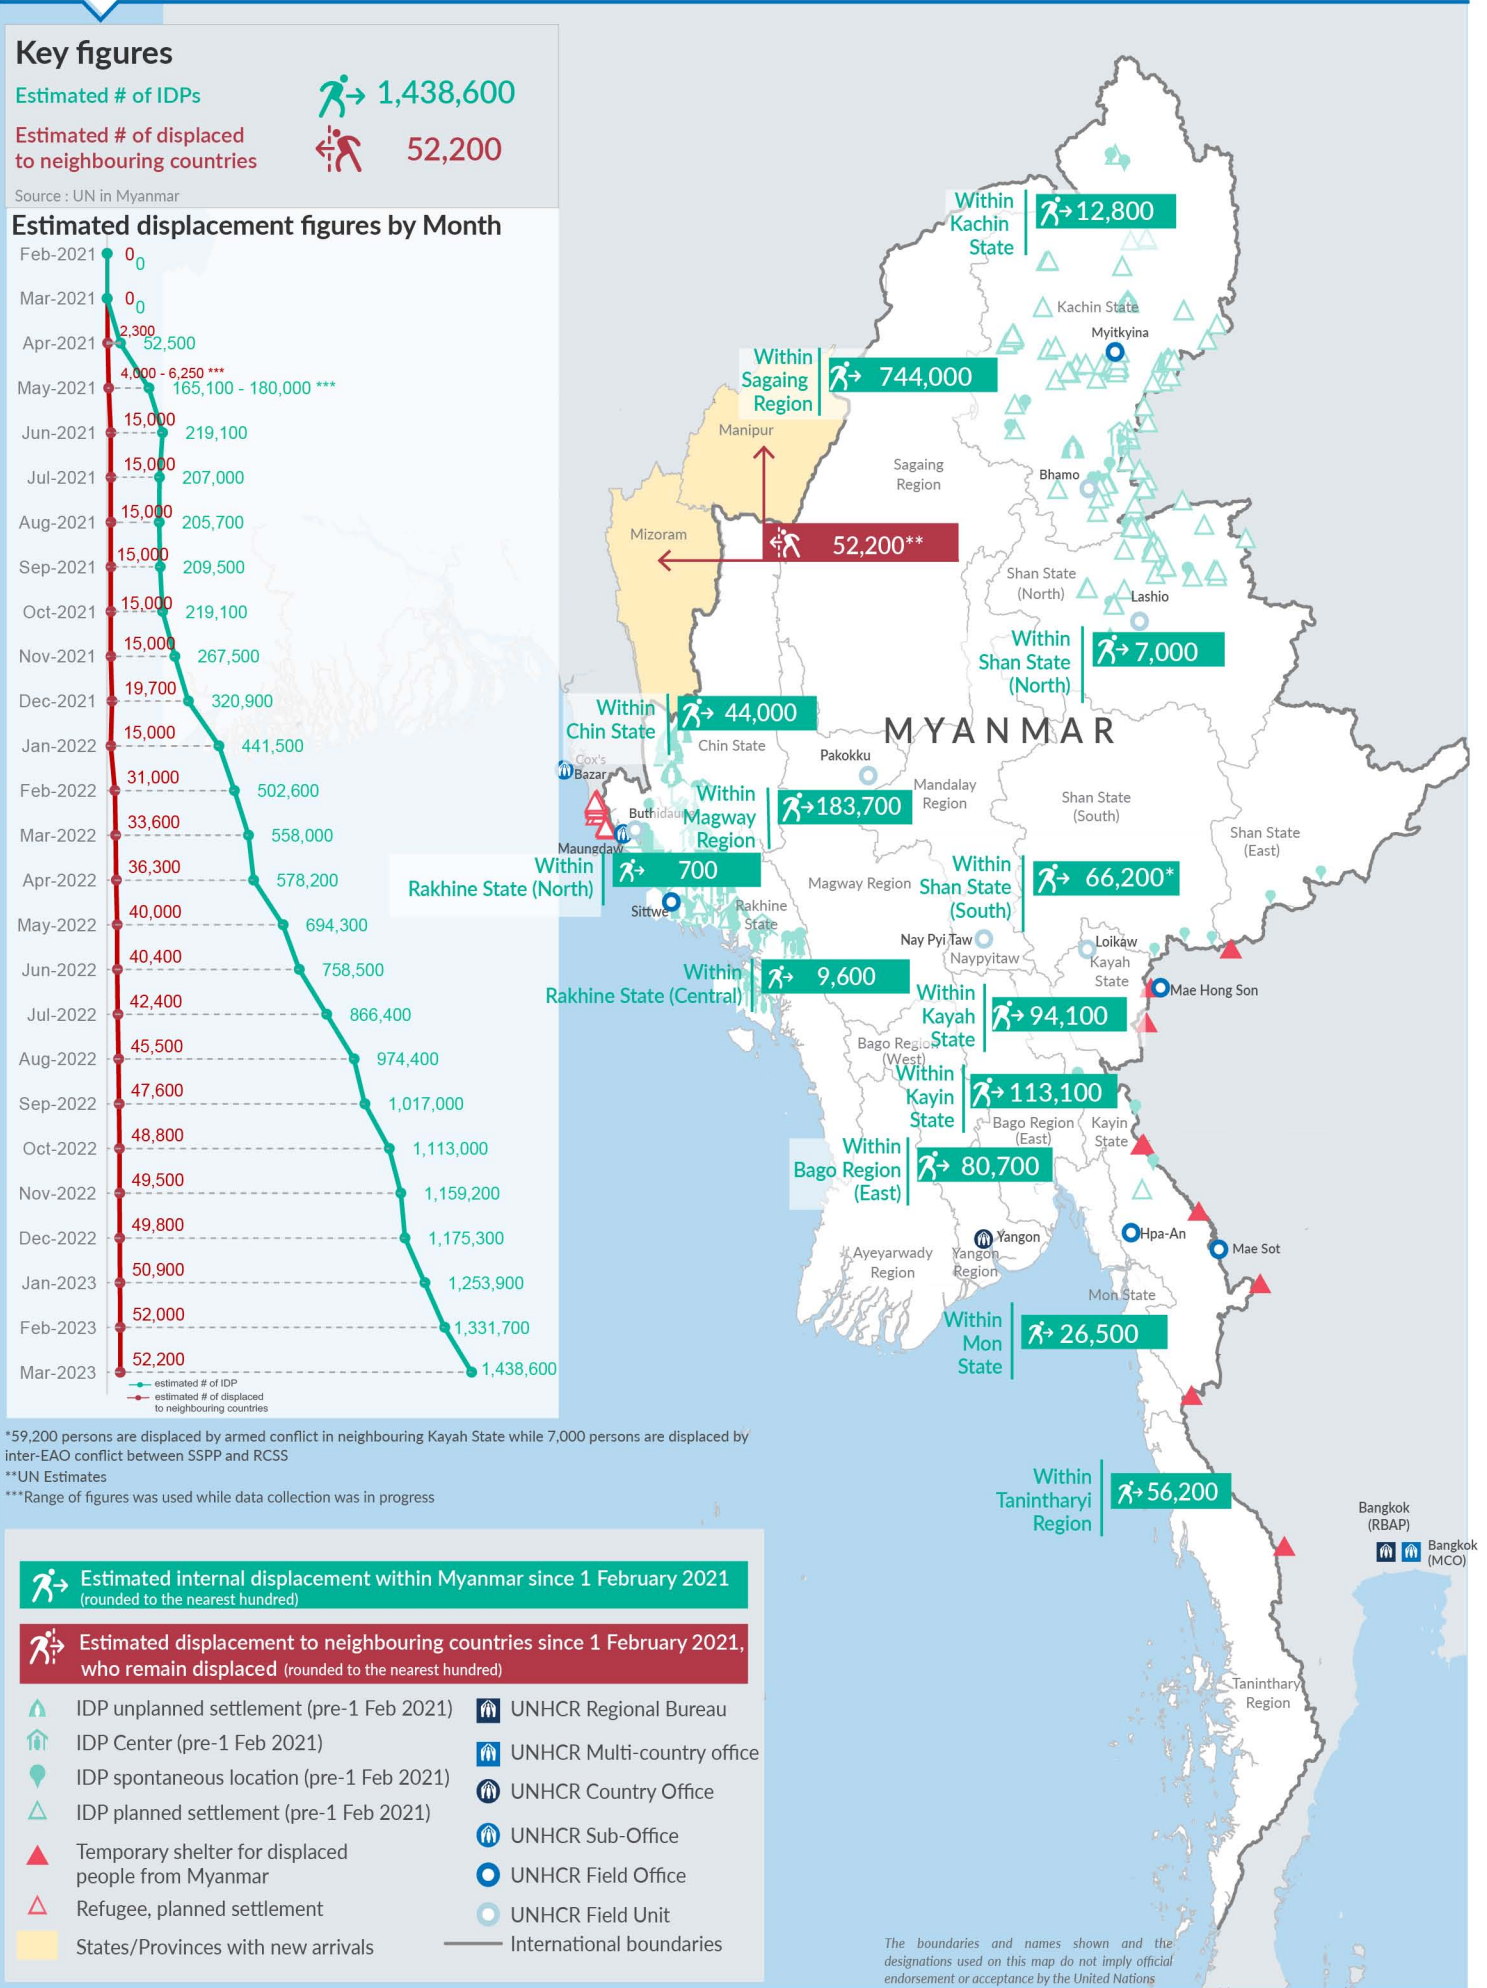 Key figures
Estimated # of IDPs
1,438,600
Estimated # of displaced
to neighbouring countries
52,200
Source : UN in Myanmar
Estimated displacement figures by Month
Feb-2021 0 0
Mar-2021 0 0
Apr-2021 2,300 52,500
May-2021 4,000 - 6,250 *** 165,100 - 180,000 ***
Jun-2021 15,000 219,100
Jul-2021 15,000 207,000
Aug-2021 15,000 205,700
Sep-2021 15,000 209,500
Oct-2021 15,000 219,100
Nov-2021 15,000 267,500
Dec-2021 19,700 320,900
Jan-2022 15,000 441,500
Feb-2022 31,000 502,600
Mar-2022 33,600 558,000
Apr-2022 36,300 578,200
May-2022 40,000 694,300
Jun-2022 40,400 758,500
Jul-2022 42,400 866,400
Aug-2022 45,500 974,400
Sep-2022 47,600 1,017,000
Oct-2022 48,800 1,113,000
Nov-2022 49,500 1,159,200
Dec-2022 49,800 1,175,300
Jan-2023 50,900 1,253,900
Feb-2023 52,000 1,331,700
Mar-2023 52,200 1,438,600
estimated # of IDP
estimated # of displaced
to neighbouring countries
*59,200 persons are displaced by armed conflict in neighbouring Kayah State while 7,000 persons are displaced by
inter-EAO conflict between SSPP and RCSS
**UN Estimates
***Range of figures was used while data collection was in progress
Estimated internal displacement within Myanmar since 1 February 2021
(rounded to the nearest hundred)
Estimated displacement to neighbouring countries since 1 February 2021,
who remain displaced (rounded to the nearest hundred)
IDP unplanned settlement (pre-1 Feb 2021)
IDP Center (pre-1 Feb 2021)
IDP spontaneous location (pre-1 Feb 2021)
IDP planned settlement (pre-1 Feb 2021)
Temporary shelter for displaced
people from Myanmar
Refugee, planned settlement
States/Provinces with new arrivals
UNHCR Regional Bureau
UNHCR Multi-country office
UNHCR Country Office
UNHCR Sub-Office
UNHCR Field Office
UNHCR Field Unit
International boundaries
Within
Kachin
State
12,800
Kachin State
Myitkyina
Within
Sagaing
Region
744,000
Manipur
Sagaing
Region
Bhamo
Mizoram
52,200**
Shan State
(North)
Lashio
Within
Shan State
(North)
7,000
Within
Chin State
44,000
MYANMAR
Chin State
Pakokku
Cox's
Bazar
Mandalay
Region
Within
Magway
Region
183,700
Shan State
(South)
Buthidaung
Maungdaw
Shan State
(East)
Within
Rakhine State (North)
700
Magway Region
Within
Shan State
(South)
66,200*
Sittwe
Rakhine
State
Nay Pyi Taw
Naypyitaw
Loikaw
Kayah
State
Within
Rakhine State (Central)
9,600
Mae Hong Son
Within
Kayah
State
94,100
Bago Region
(West)
Within
Kayin
State
113,100
Bago Region
(East)
Kayin
State
Within
Bago Region
(East)
80,700
Yangon
Hpa-An
Mae Sot
Ayeyarwady
Region
Yangon
Region
Mon State
Within
Mon
State
26,500
Within
Tanintharyi
Region
56,200
Bangkok
(RBAP)
Bangkok
(MCO)
Taninthary
Region
The boundaries and names shown and the
designations used on this map do not imply official
endorsement or acceptance by the United Nations